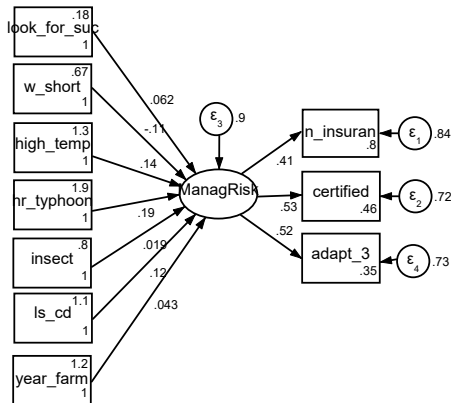 .18
look_for_suc
1
.67
w_short
1
1.3
high_temp
1
1.9
hr_typhoon
1
.8
insect
1
1.1
ls_cd
1
1.2
year_farm
1
.062
-.11
.14
.19
.019
.12
.043
ε3
.9
ManagRisk
.41
.53
.52
n_insuran
.8
ε1
.84
certified
.46
ε2
.72
adapt_3
.35
ε4
.73